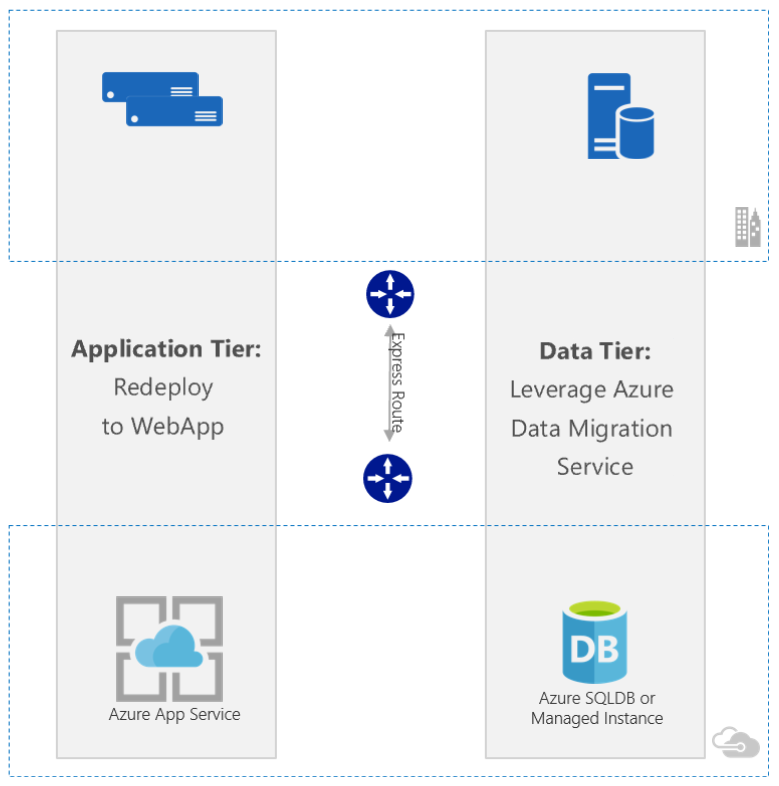 Application Tier:
Redeploy
to WebApp
Express Route
Data Tier:
Leverage Azure
Data Migration
Service
Azure App Service
DB
Azure SQLDB or
Managed Instance